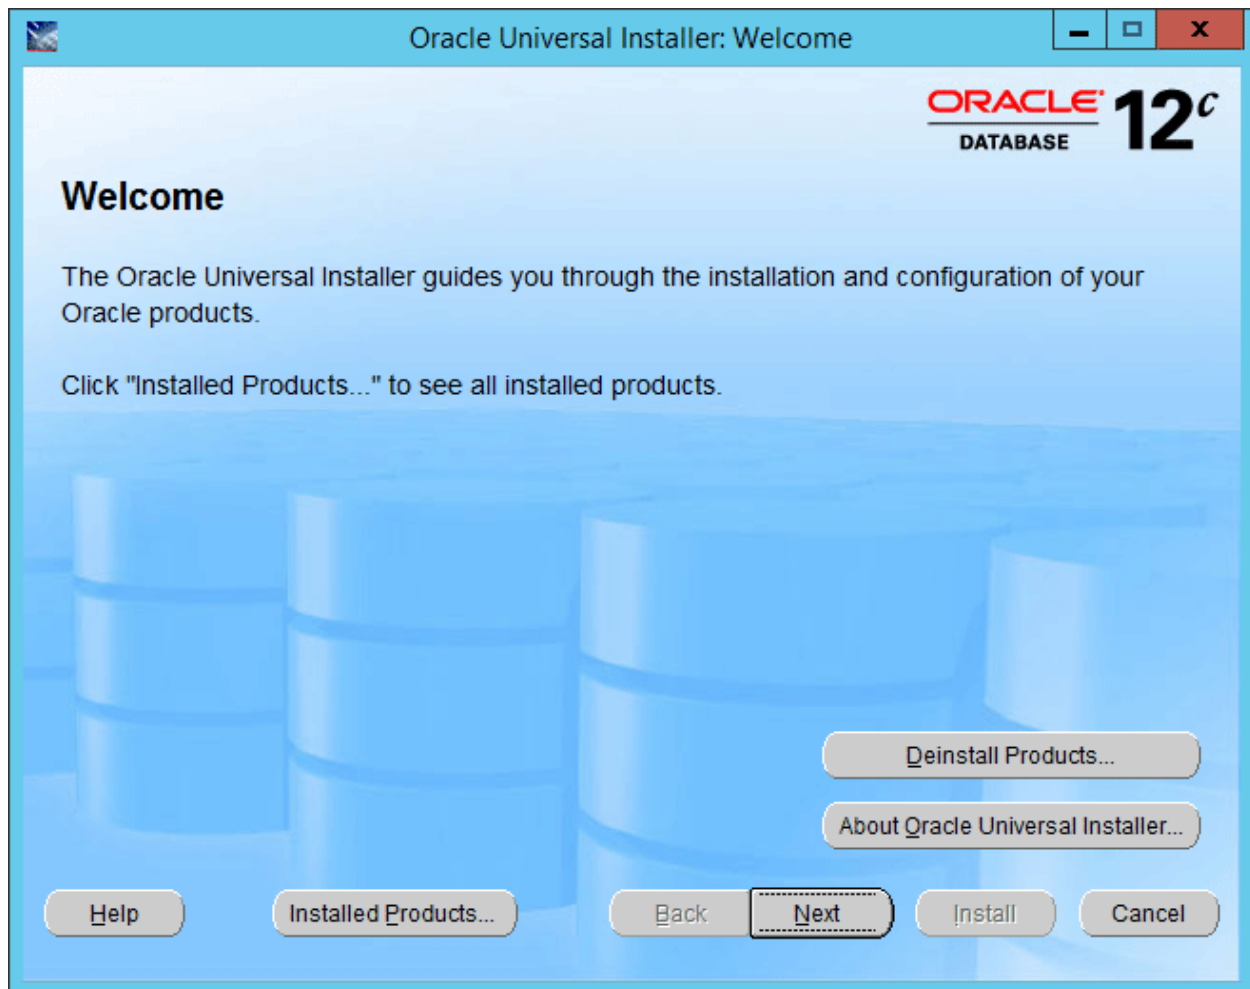 Oracle Universal Installer: Welcome
ORACLE® 12c
DATABASE
Welcome
The Oracle Universal Installer guides you through the installation and configuration of your
Oracle products.
Click "Installed Products..." to see all installed products.
Deinstall Products...
About Oracle Universal Installer...
Help Installed Products... Back Next Install Cancel